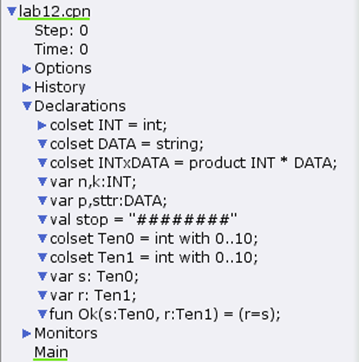 lab12.cpn
Step: 0
Time: 0
Options
History
Declarations
colset INT = int;
colset DATA = string;
colset INTxDATA = product INT * DATA;
var n,k:INT;
var p,sttr:DATA;
val stop = "########"
colset Ten0 = int with 0..10;
colset Ten1 = int with 0..10;
var s: Ten0;
var r: Ten1;
fun Ok(s:Ten0, r:Ten1) = (r=s);
Monitors
Main